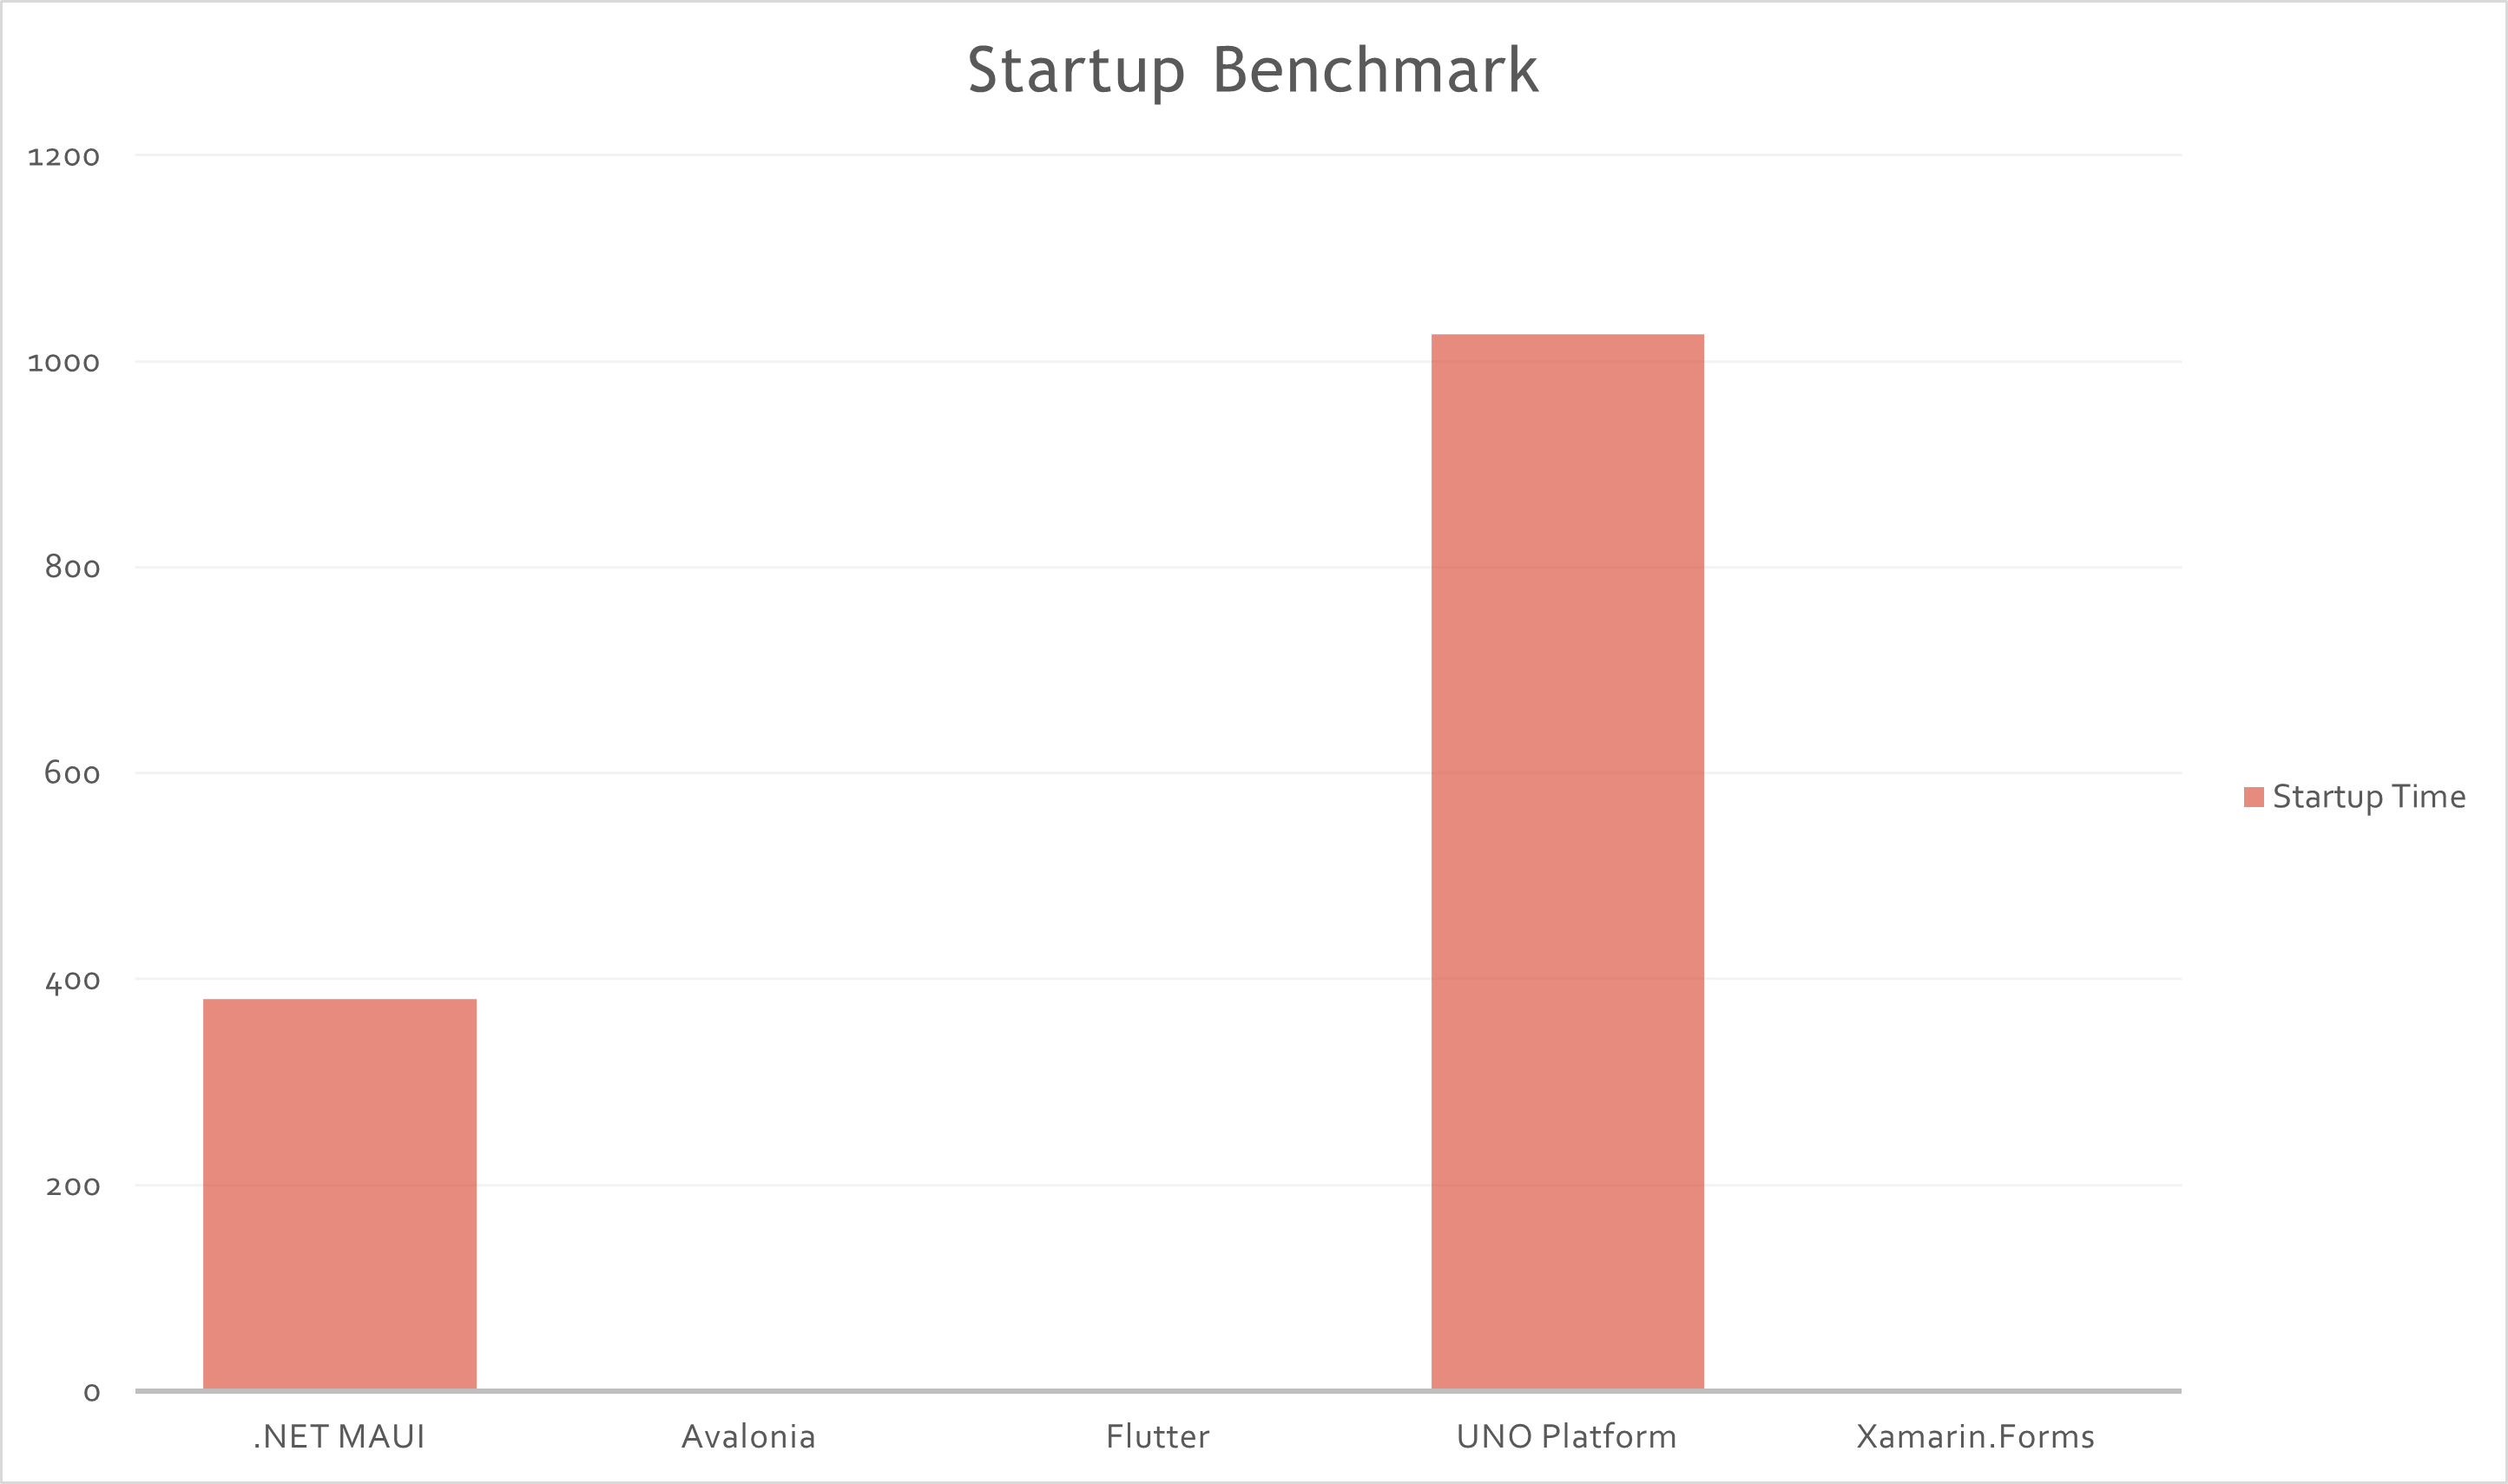 Startup Benchmark
1200
1000
800
600
400
200
0
.NET MAUI
Avalonia
Flutter
UNO Platform
Xamarin.Forms
Startup Time